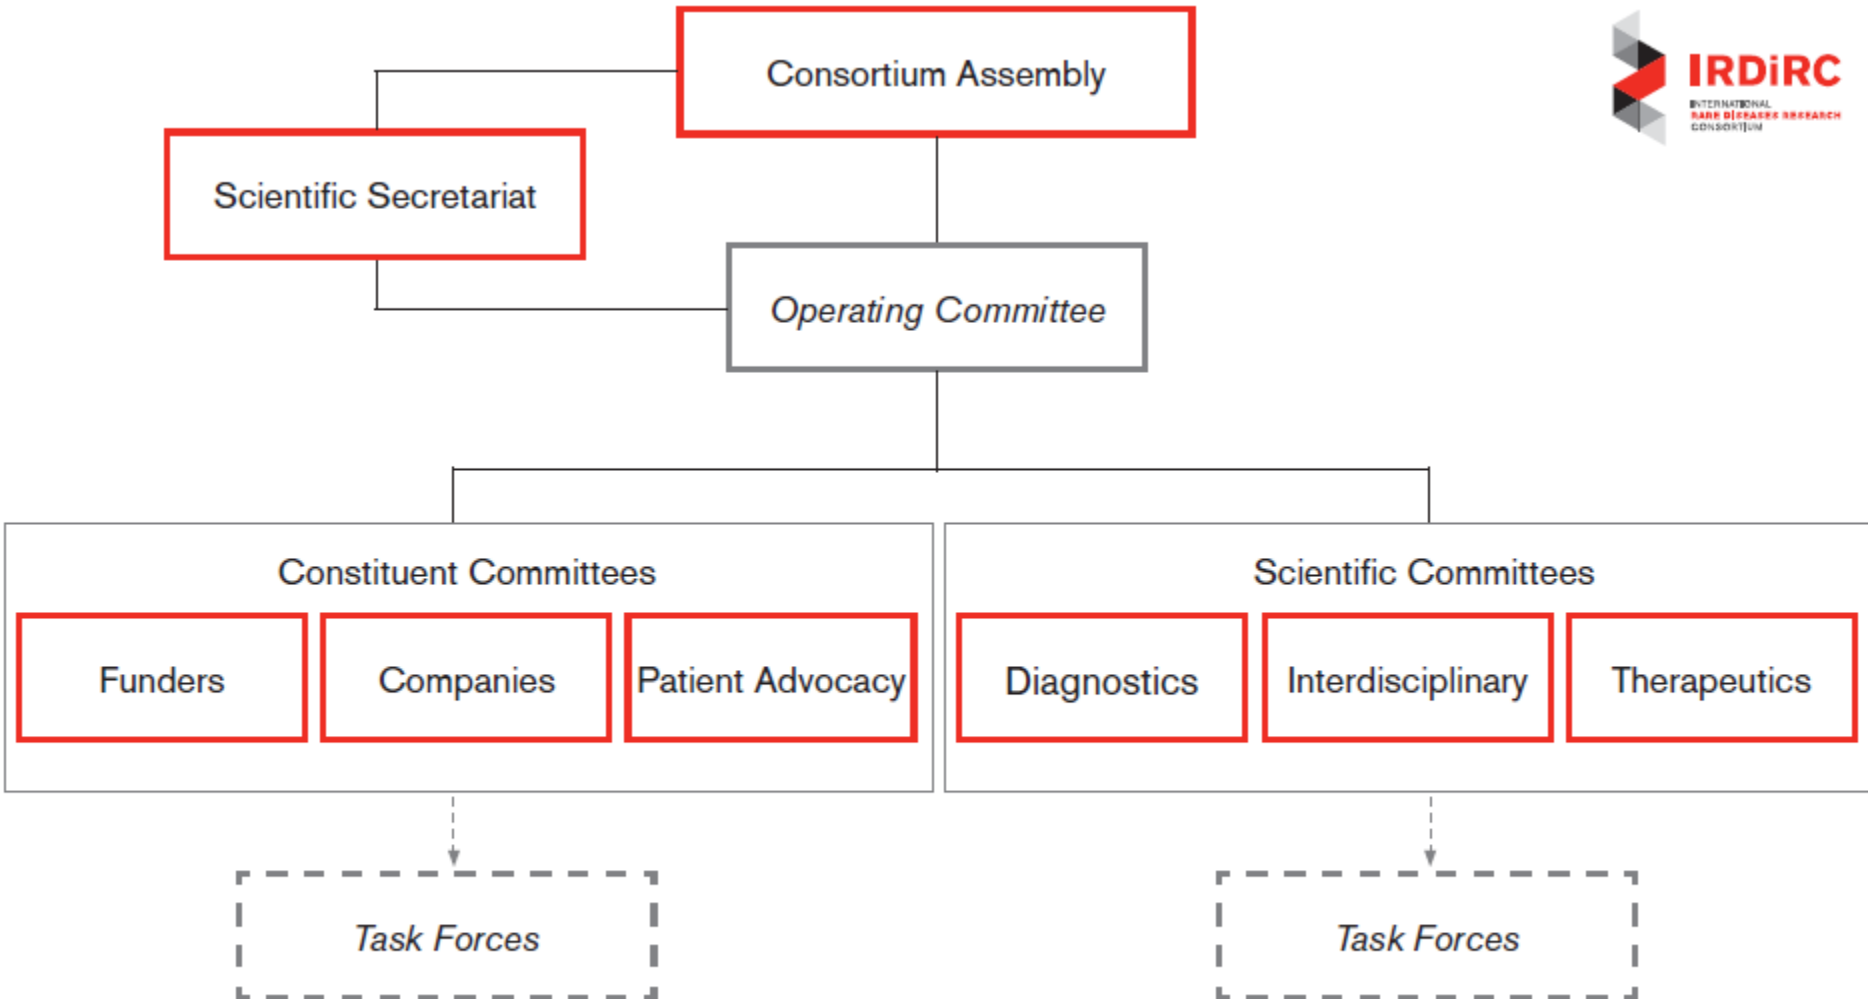 Consortium Assembly
IRDiRC
INTERNATIONAL
RARE DISEASES RESEARCH
CONSORTIUM
Scientific Secretariat
Operating Committee
Constituent Committees
Funders
Companies
Patient Advocacy
Scientific Committees
Diagnostics
Interdisciplinary
Therapeutics
Task Forces
Task Forces